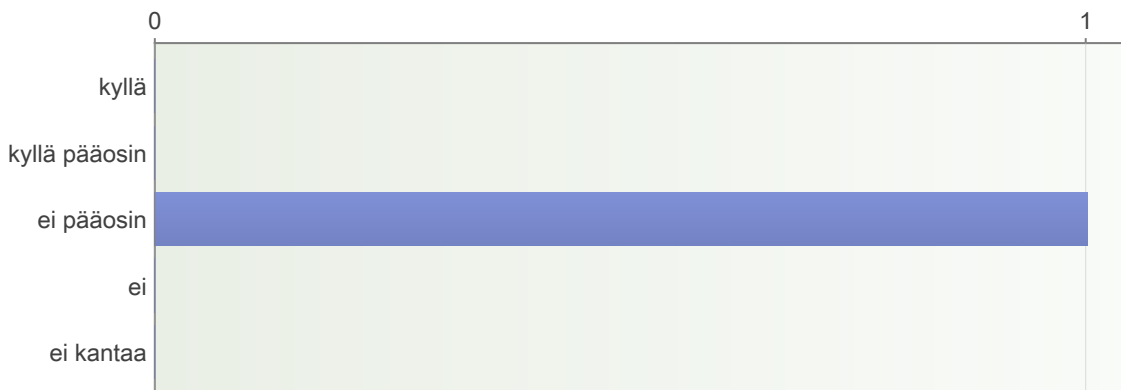 0 1
kyllä
kyllä pääosin
ei pääosin
ei
ei kantaa